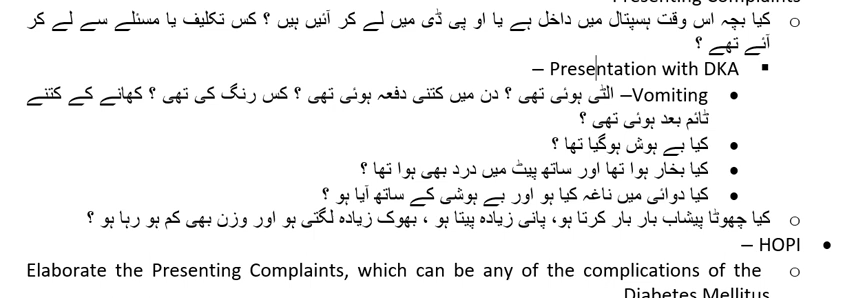 Presenting Complaints
o کیا بچہ اس وقت ہسپتال میں داخل ہے یا او پی ڈی میں لے کر آئیں ہیں ؟ کس تکلیف یا مسئلے سے لے کر
آئے تھے ؟
▪ Presentation with DKA –
• Vomiting– الٹی ہوئی تھی ؟ دن میں کتنی دفعہ ہوئی تھی ؟ کس رنگ کی تھی ؟ کھانے کے کتنے
ٹائم بعد ہوئی تھی ؟
• کیا بے ہوش ہوگیا تھا ؟
• کیا بخار ہوا تھا اور ساتھ پیٹ میں درد بھی ہوا تھا ؟
• کیا دوائی میں ناغہ کیا ہو اور بے ہوشی کے ساتھ آیا ہو ؟
o کیا چھوٹا پیشاب بار بار کرتا ہو، پانی زیادہ پیتا ہو ، بھوک زیادہ لگتی ہو اور وزن بھی کم ہو رہا ہو ؟
• HOPI –
o Elaborate the Presenting Complaints, which can be any of the complications of the
Diabetes Mellitus